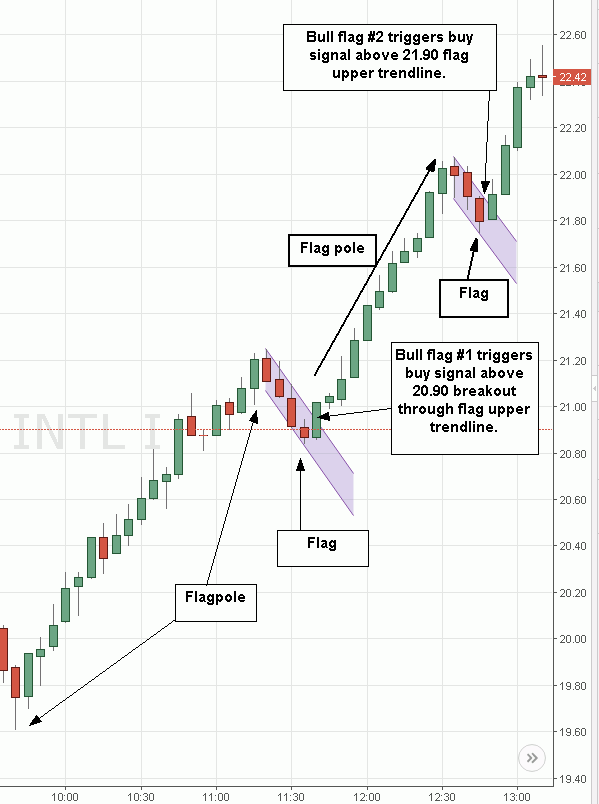 Bull flag #2 triggers buy
signal above 21.90 flag
upper trendline.
22.60
22.42
22.20
22.00
21.80
Flag pole
21.60
Flag
21.40
Bull flag #1 triggers
buy signal above
20.90 breakout
through flag upper
trendline.
21.20
21.00
INTL I
20.80
20.60
Flag
20.40
Flagpole
20.20
20.00
19.80
19.60
19.40
10:00 10:30 11:00 11:30 12:00 12:30 13:00